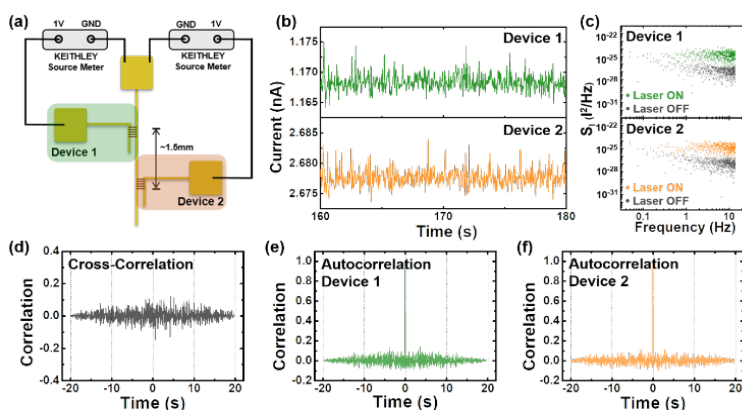 (a)
1V GND
KEITHLEY
Source Meter
GND 1V
KEITHLEY
Source Meter
Device 1
~1.5mm
Device 2
(b)
Device 1
1.175
1.170
1.165
Device 2
2.685
2.680
2.675
Current (nA)
160 170 180
Time (s)
(c)
Device 1
10-22
10-25
10-28
10-31
Laser ON
Laser OFF
Device 2
10-22
10-25
10-28
10-31
Laser ON
Laser OFF
SI (I2/Hz)
0.1 1 10
Frequency (Hz)
(d)
Cross-Correlation
0.4
0.2
0.0
-0.2
-0.4
Correlation
-20 -10 0 10 20
Time (s)
(e)
Autocorrelation
Device 1
1.0
0.8
0.6
0.4
0.2
0.0
-0.2
Correlation
-20 -10 0 10 20
Time (s)
(f)
Autocorrelation
Device 2
1.0
0.8
0.6
0.4
0.2
0.0
-0.2
Correlation
-20 -10 0 10 20
Time (s)